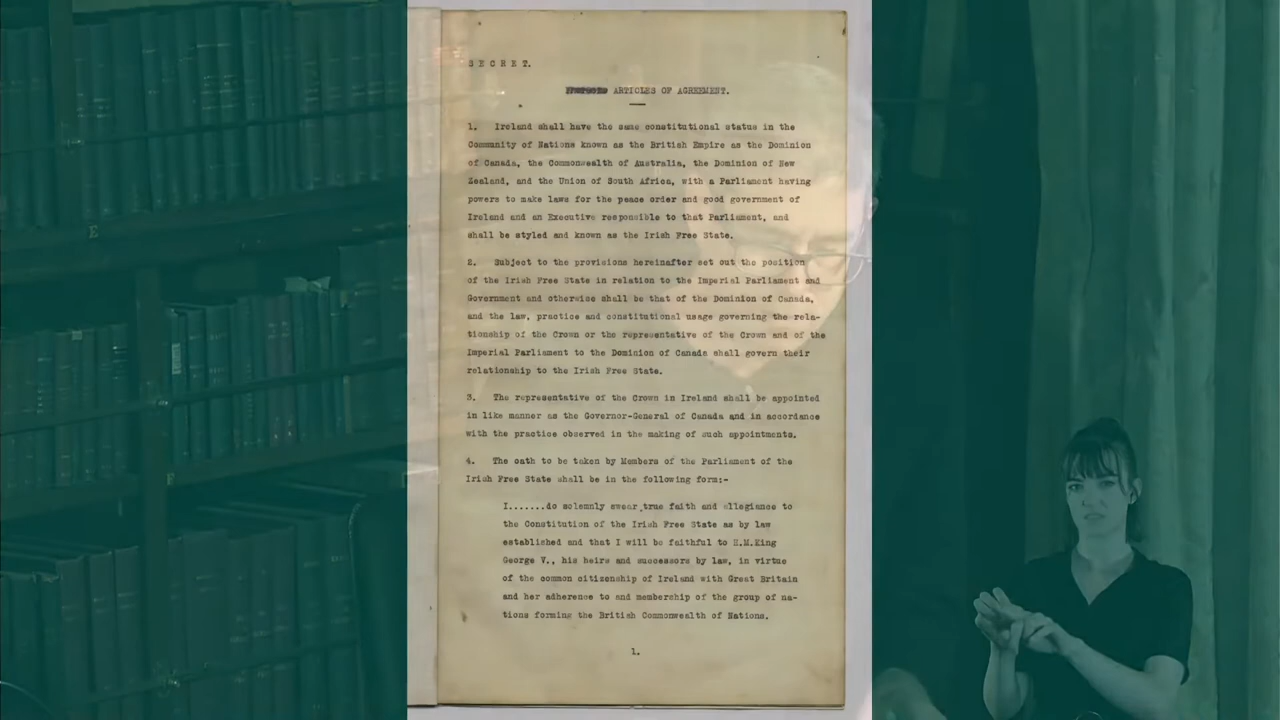 SECRET.
ARTICLES OF AGREEMENT.
1. Ireland shall have the same constitutional status in the
Community of Nations known as the British Empire as the Dominion
of Canada, the Commonwealth of Australia, the Dominion of New
Zealand, and the Union of South Africa, with a Parliament having
powers to make laws for the peace order and good government of
Ireland and an Executive responsible to that Parliament, and
shall be styled and known as the Irish Free State.
2. Subject to the provisions hereinafter set out the position
of the Irish Free State in relation to the Imperial Parliament and
Government and otherwise shall be that of the Dominion of Canada,
and the law, practice and constitutional usage governing the rela-
tionship of the Crown or the representative of the Crown and of the
Imperial Parliament to the Dominion of Canada shall govern their
relationship to the Irish Free State.
3. The representative of the Crown in Ireland shall be appointed
in like manner as the Governor-General of Canada and in accordance
with the practice observed in the making of such appointments.
4. The oath to be taken by Members of the Parliament of the
Irish Free State shall be in the following form:-
I.......do solemnly swear true faith and allegiance to
the Constitution of the Irish Free State as by law
established and that I will be faithful to H.M.King
George V., his heirs and successors by law, in virtue
of the common citizenship of Ireland with Great Britain
and her adherence to and membership of the group of na-
tions forming the British Commonwealth of Nations.
1.
E